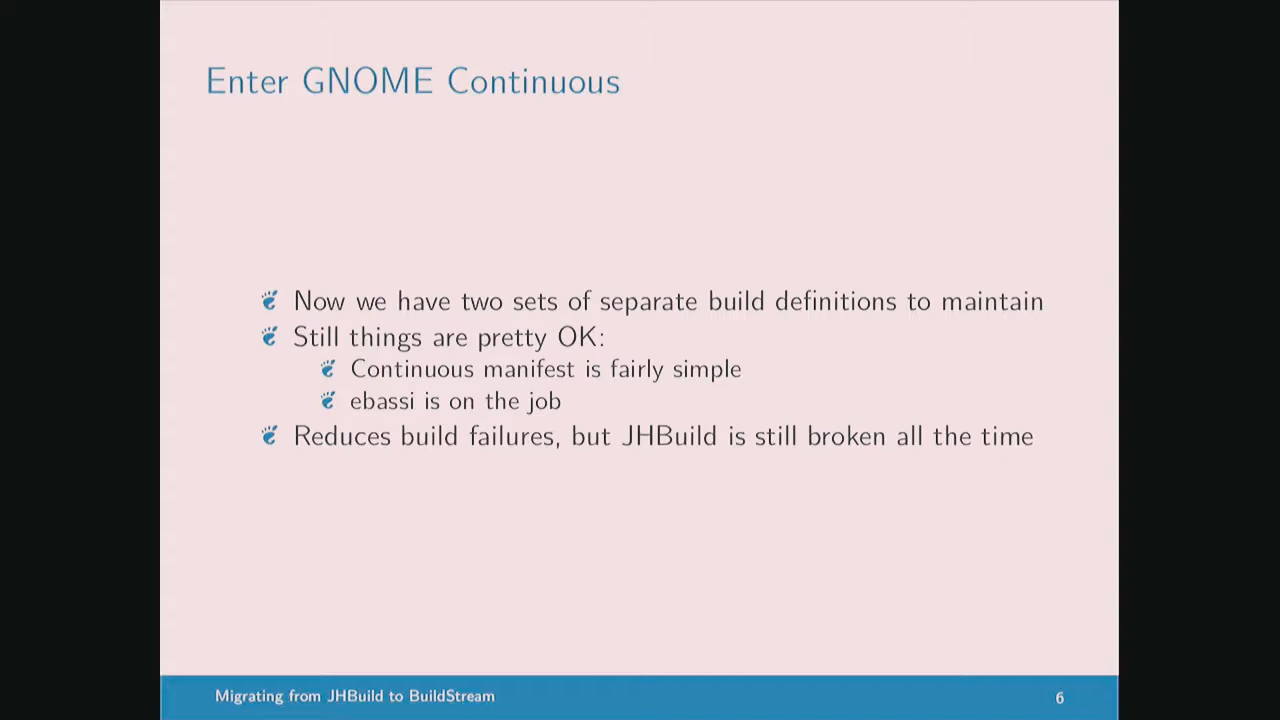 Enter GNOME Continuous
Now we have two sets of separate build definitions to maintain
Still things are pretty OK:
Continuous manifest is fairly simple
ebassi is on the job
Reduces build failures, but JHBuild is still broken all the time
Migrating from JHBuild to BuildStream
6